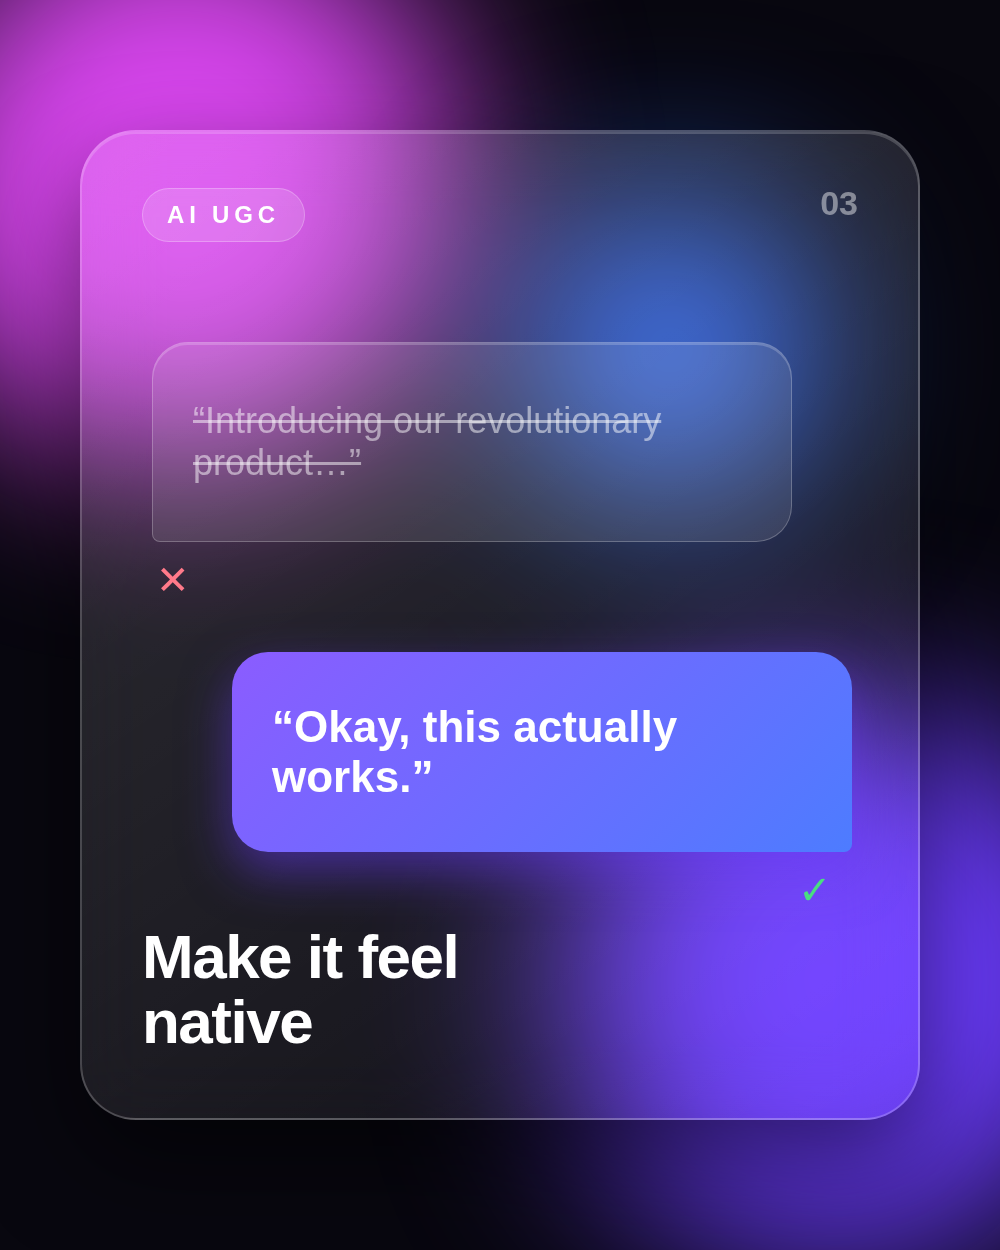 AI UGC
03
“Introducing our revolutionary
product…”
✕
“Okay, this actually
works.”
✓
Make it feel
native